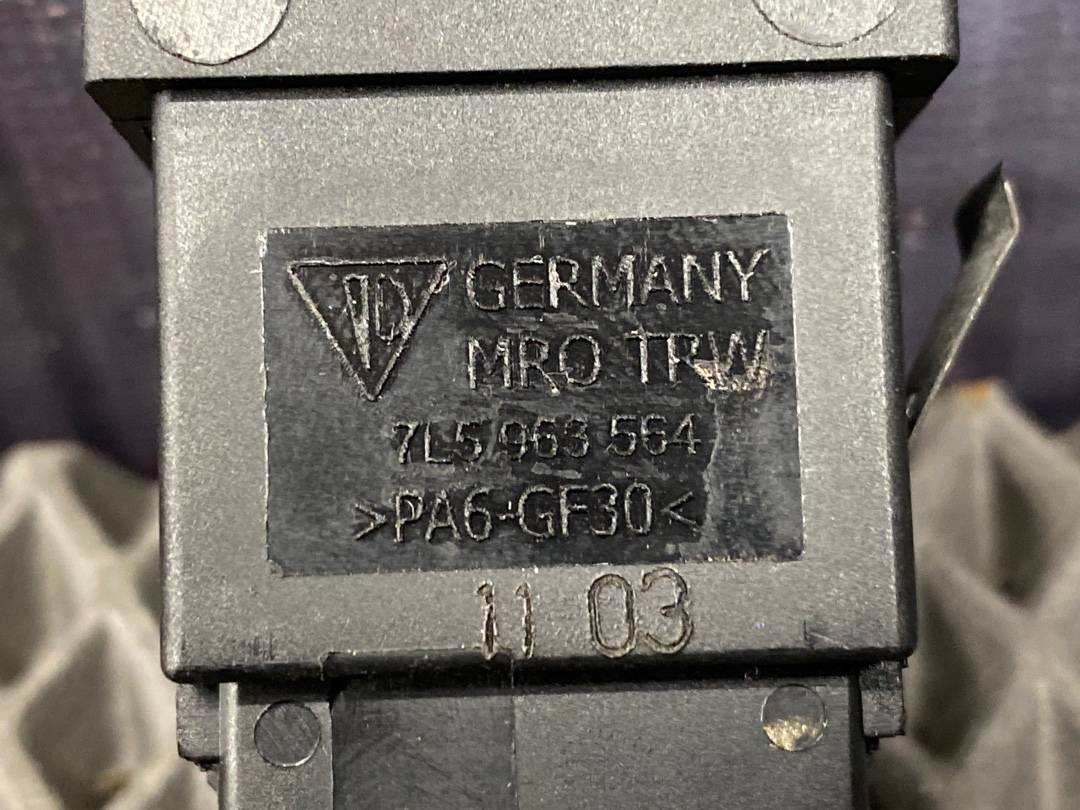 GERMANY
MRO TRW
7L5 963 564
>PA6-GF30<
11 03